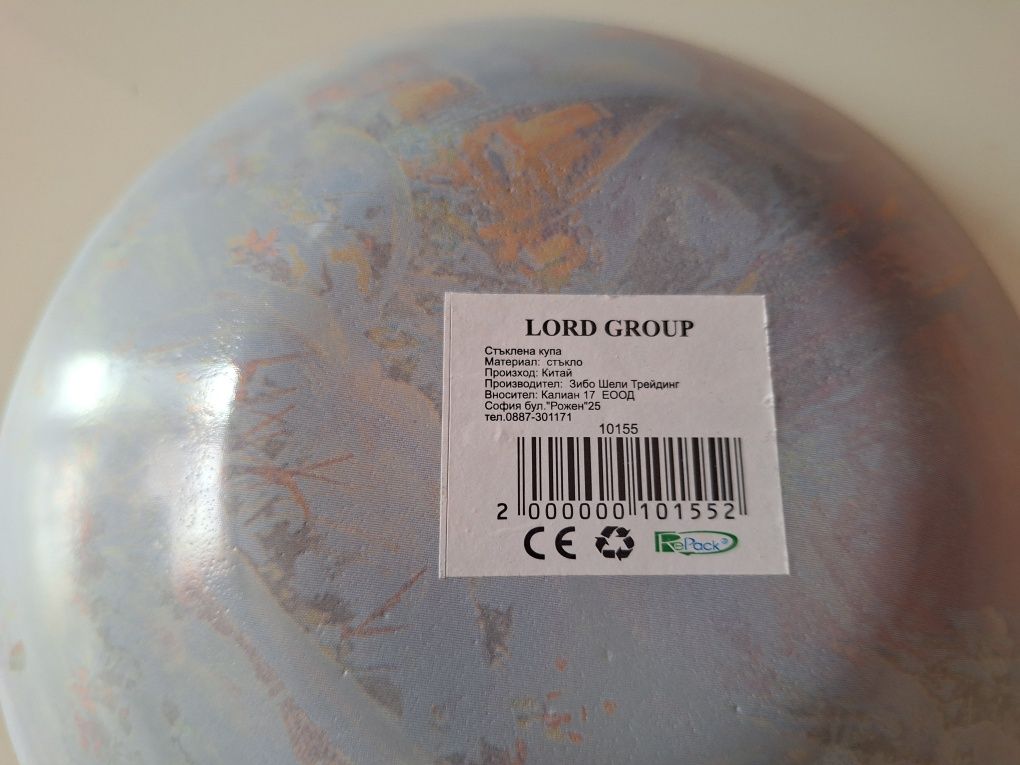 LORD GROUP
Стъклена купа
Материал: стъкло
Произход: Китай
Производител: Зибо Шели Трейдинг
Вносител: Калиан 17 ЕООД
София бул."Рожен"25
тел.0887-301171
10155
2 000000 101552
CE
RePack